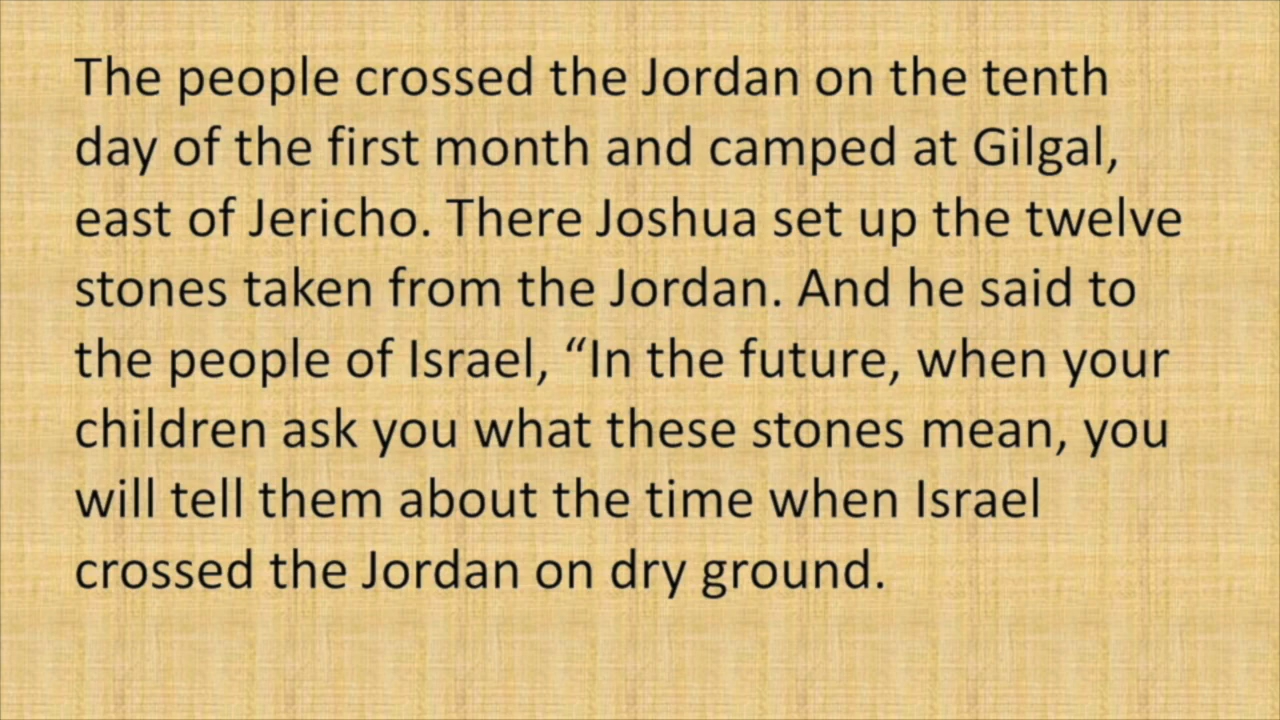 The people crossed the Jordan on the tenth
day of the first month and camped at Gilgal,
east of Jericho. There Joshua set up the twelve
stones taken from the Jordan. And he said to
the people of Israel, “In the future, when your
children ask you what these stones mean, you
will tell them about the time when Israel
crossed the Jordan on dry ground.